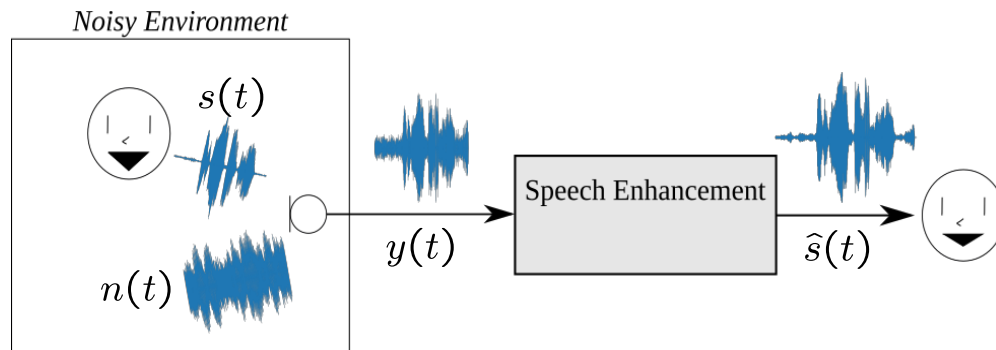 Noisy Environment
s(t)
n(t)
y(t)
Speech Enhancement
ŝ(t)